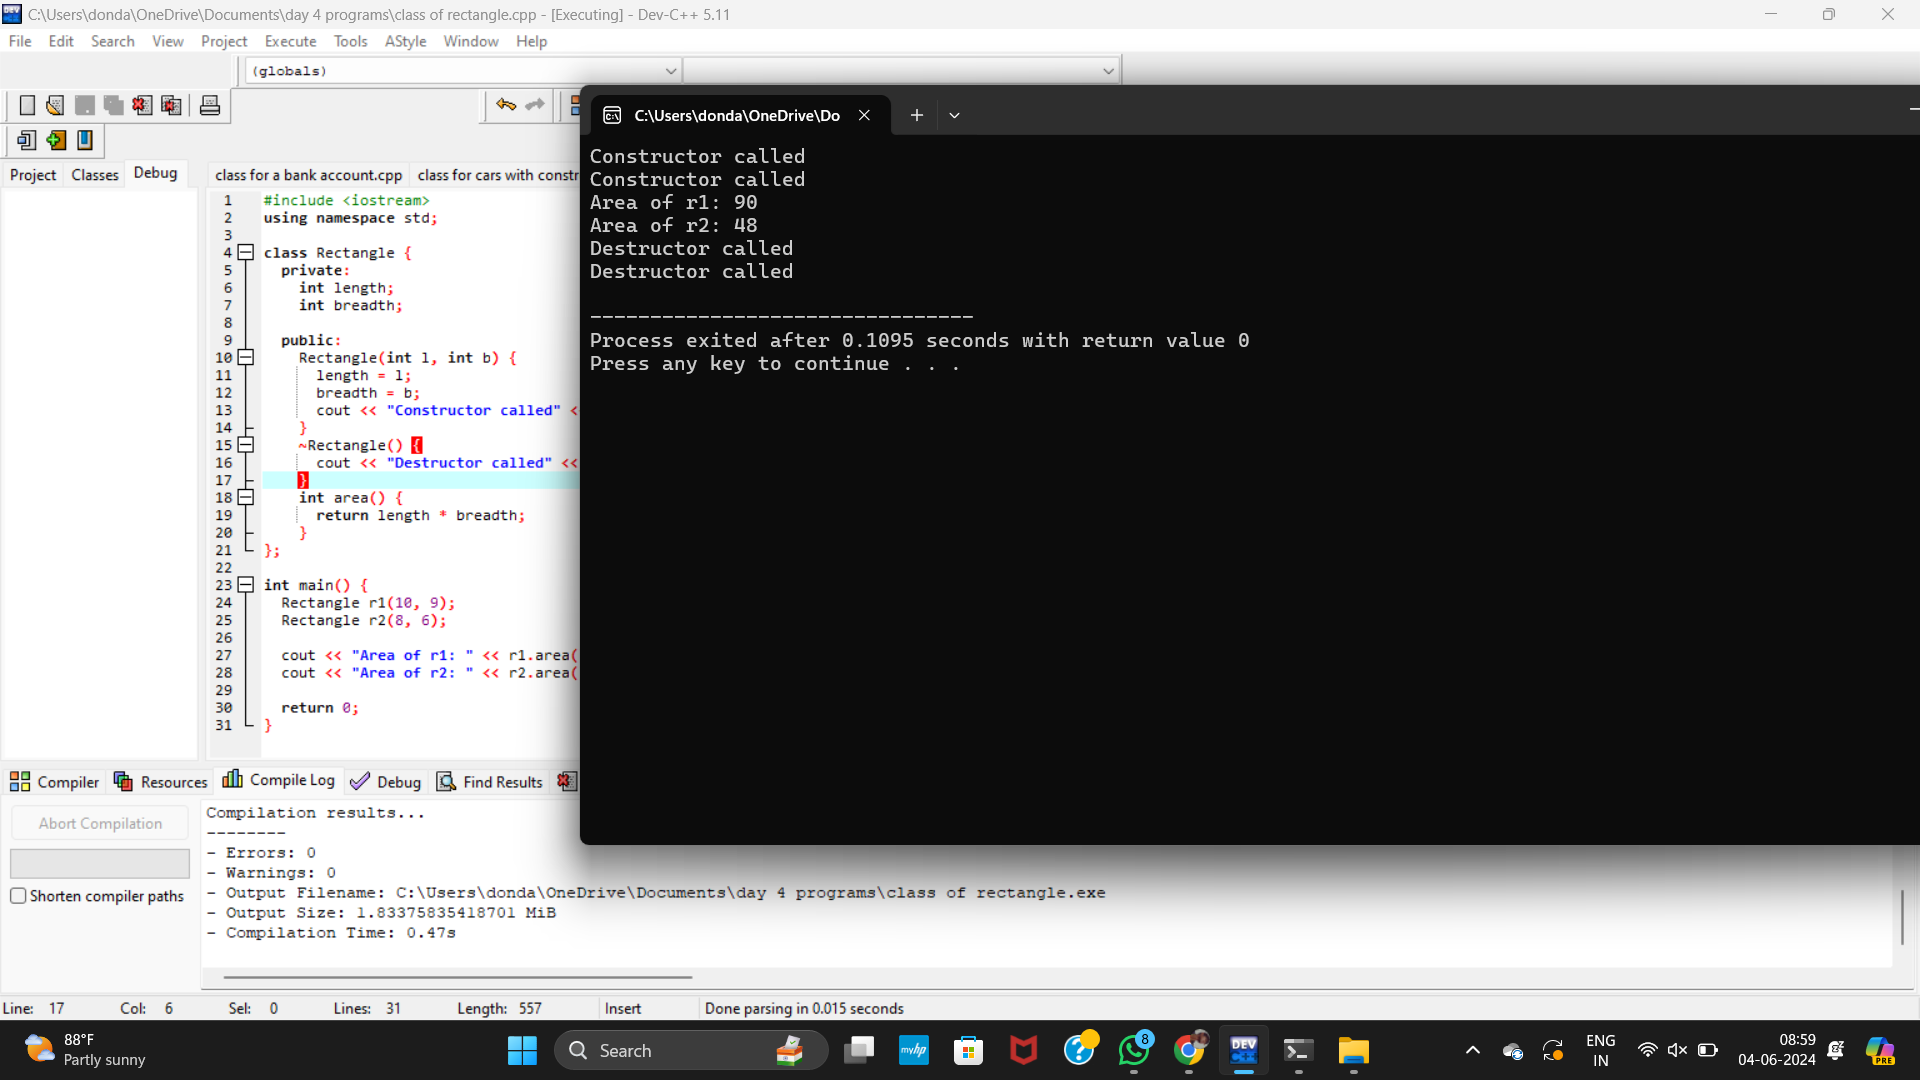 C:\Users\donda\OneDrive\Documents\day 4 programs\class of rectangle.cpp - [Executing] - Dev-C++ 5.11
File Edit Search View Project Execute Tools AStyle Window Help
(globals)
C:\Users\donda\OneDrive\Do
Project Classes Debug
class for a bank account.cpp class for cars with constr
1 #include <iostream>
2 using namespace std;
3
4 class Rectangle {
5 private:
6 int length;
7 int breadth;
8
9 public:
10 Rectangle(int l, int b) {
11 length = l;
12 breadth = b;
13 cout << "Constructor called" <
14 }
15 ~Rectangle() {
16 cout << "Destructor called" <<
17 }
18 int area() {
19 return length * breadth;
20 }
21 };
22
23 int main() {
24 Rectangle r1(10, 9);
25 Rectangle r2(8, 6);
26
27 cout << "Area of r1: " << r1.area(
28 cout << "Area of r2: " << r2.area(
29
30 return 0;
31 }
Constructor called
Constructor called
Area of r1: 90
Area of r2: 48
Destructor called
Destructor called
--------------------------------
Process exited after 0.1095 seconds with return value 0
Press any key to continue . . .
Compiler Resources Compile Log Debug Find Results
Abort Compilation
Shorten compiler paths
Compilation results...
--------
- Errors: 0
- Warnings: 0
- Output Filename: C:\Users\donda\OneDrive\Documents\day 4 programs\class of rectangle.exe
- Output Size: 1.83375835418701 MiB
- Compilation Time: 0.47s
Line: 17 Col: 6 Sel: 0 Lines: 31 Length: 557 Insert Done parsing in 0.015 seconds
88°F
Partly sunny
Search
myhp
8
DEV
ENG
IN
08:59
04-06-2024
PRE